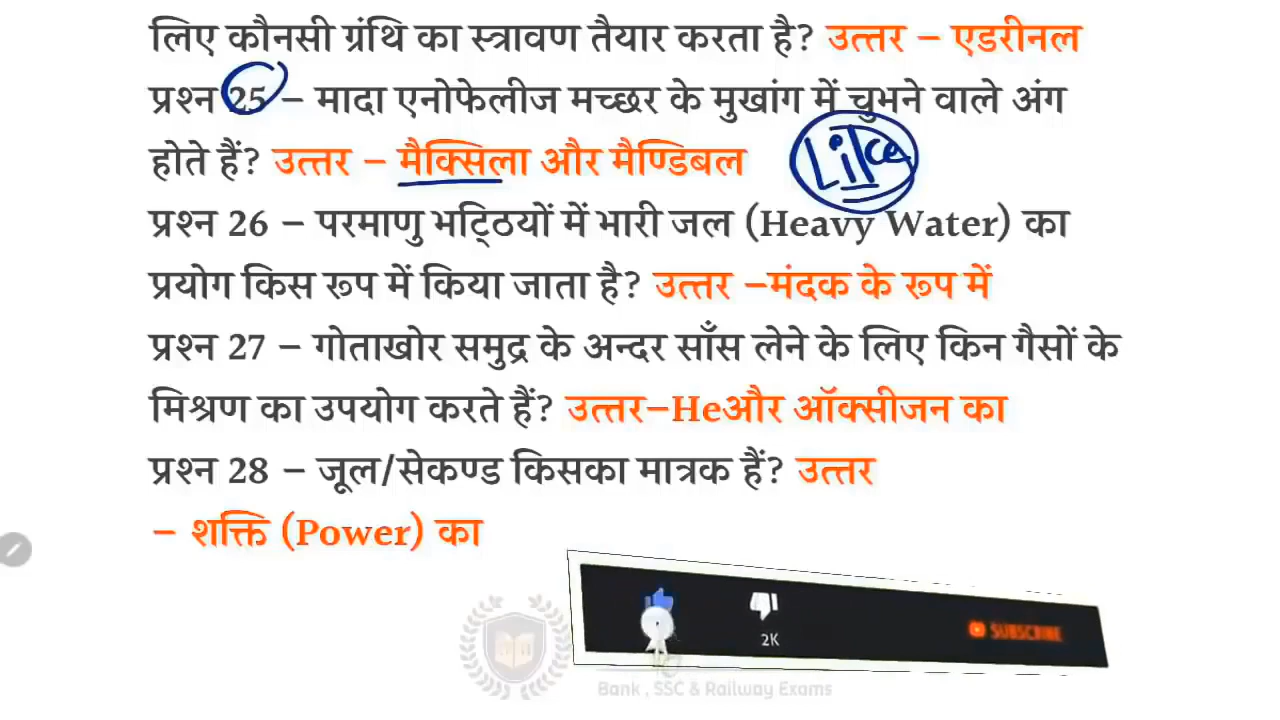 लिए कौनसी ग्रंथि का स्त्रावण तैयार करता है? उत्तर – एडरीनल
प्रश्न 25 – मादा एनोफेलीज मच्छर के मुखांग में चुभने वाले अंग
होते हैं? उत्तर – मैक्सिला और मैण्डिबल
Like
प्रश्न 26 – परमाणु भट्ठियों में भारी जल (Heavy Water) का
प्रयोग किस रूप में किया जाता है? उत्तर –मंदक के रूप में
प्रश्न 27 – गोताखोर समुद्र के अन्दर साँस लेने के लिए किन गैसों के
मिश्रण का उपयोग करते हैं? उत्तर–Heऔर ऑक्सीजन का
प्रश्न 28 – जूल/सेकण्ड किसका मात्रक हैं? उत्तर
– शक्ति (Power) का
2K
SUBSCRIBE
Bank , SSC & Railway Exams